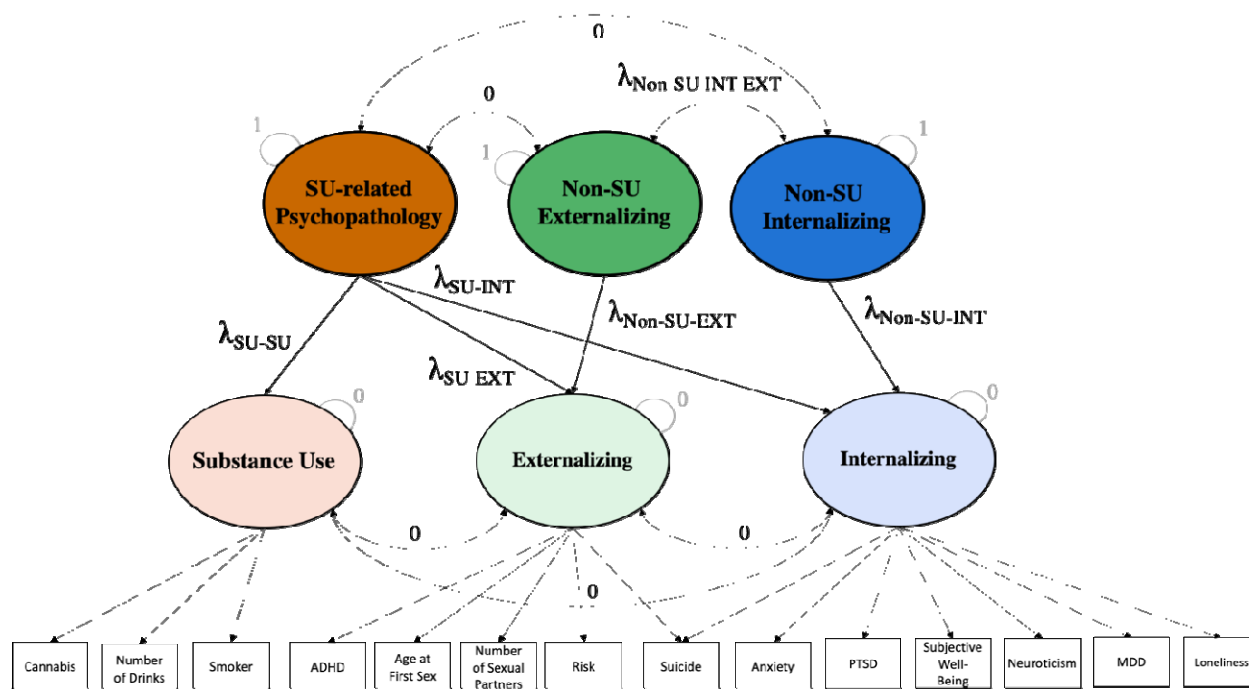 0
λNon SU INT EXT
0
1
1
1
SU-related
Psychopathology
Non-SU
Externalizing
Non-SU
Internalizing
λSU-INT
λSU-SU
λSU EXT
λNon-SU-EXT
λNon-SU-INT
0
0
0
Substance Use
Externalizing
Internalizing
0
0
0
Cannabis
Number
of Drinks
Smoker
ADHD
Age at
First Sex
Number
of Sexual
Partners
Risk
Suicide
Anxiety
PTSD
Subjective
Well-
Being
Neuroticism
MDD
Loneliness